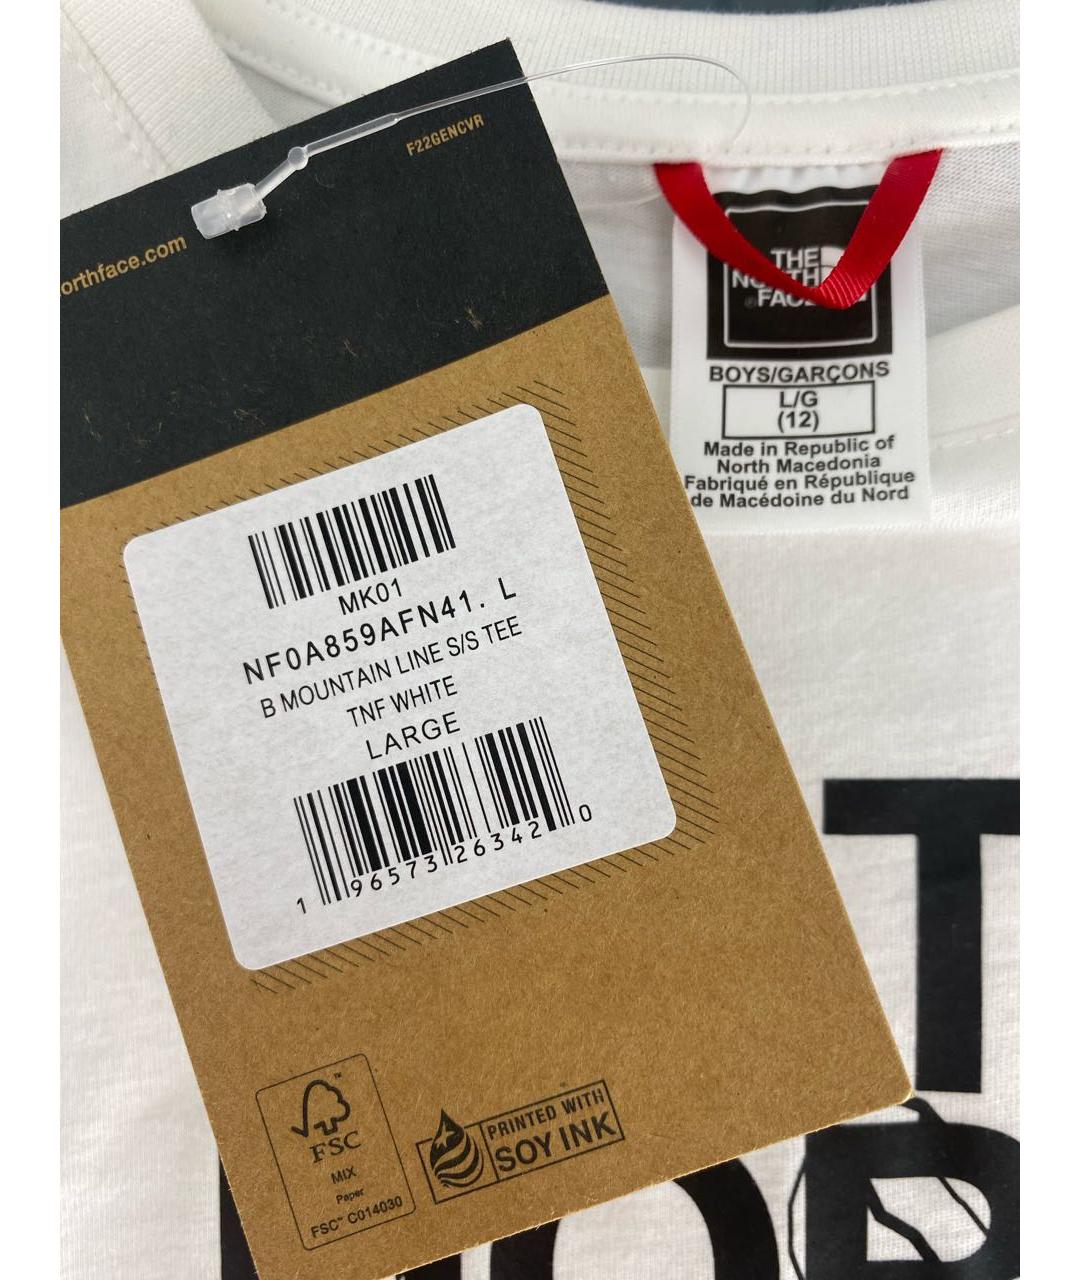 F22GENCVR
orthface.com
MK01
NF0A859AFN41. L
B MOUNTAIN LINE S/S TEE
TNF WHITE
LARGE
1 96573 26342 0
FSC
MIX
Paper
FSC™ C014030
PRINTED WITH
SOY INK
THE
NORTH
FACE
BOYS/GARÇONS
L/G
(12)
Made in Republic of
North Macedonia
Fabriqué en République
de Macédoine du Nord
T